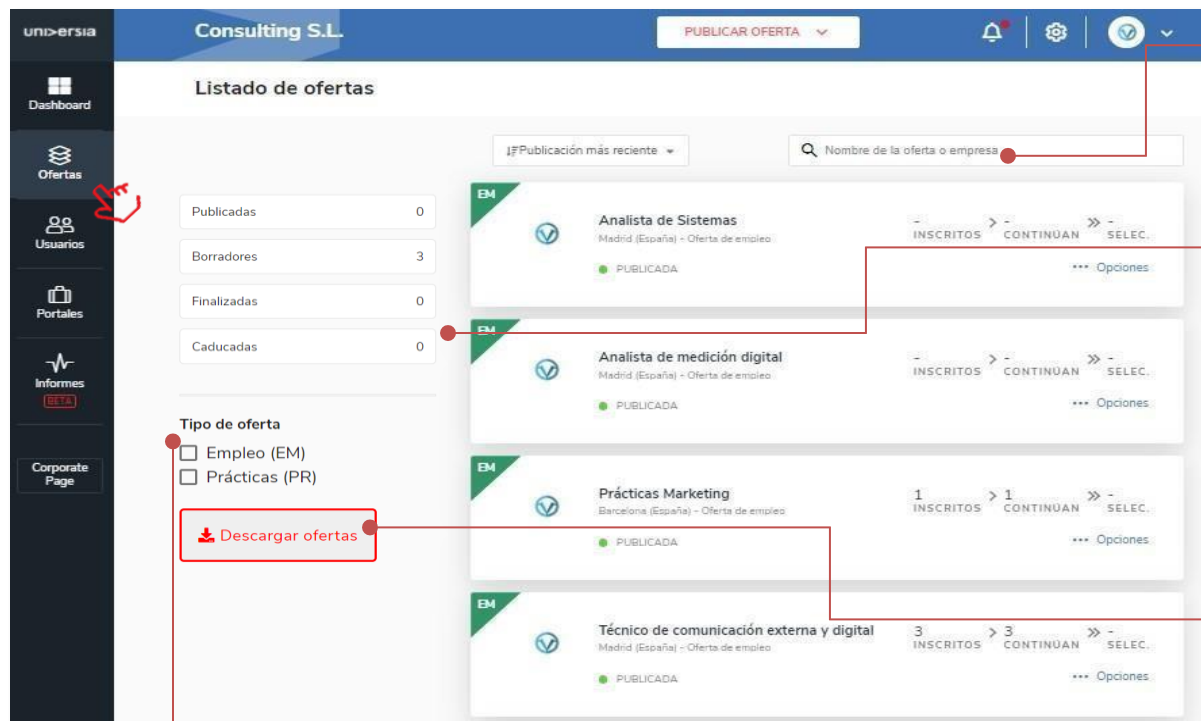 uni>ersia
Consulting S.L.
PUBLICAR OFERTA
Dashboard
Ofertas
Usuarios
Portales
Informes
BETA
Corporate
Page
Listado de ofertas
Publicación más reciente
Nombre de la oferta o empresa
Publicadas 0
Borradores 3
Finalizadas 0
Caducadas 0
Tipo de oferta
Empleo (EM)
Prácticas (PR)
Descargar ofertas
EM
Analista de Sistemas
Madrid (España) - Oferta de empleo
PUBLICADA
- > - >> -
INSCRITOS CONTINÚAN SELEC.
··· Opciones
EM
Analista de medición digital
Madrid (España) - Oferta de empleo
PUBLICADA
- > - >> -
INSCRITOS CONTINÚAN SELEC.
··· Opciones
EM
Prácticas Marketing
Barcelona (España) - Oferta de empleo
PUBLICADA
1 > 1 >> -
INSCRITOS CONTINÚAN SELEC.
··· Opciones
EM
Técnico de comunicación externa y digital
Madrid (España) - Oferta de empleo
PUBLICADA
3 > 3 >> -
INSCRITOS CONTINÚAN SELEC.
··· Opciones